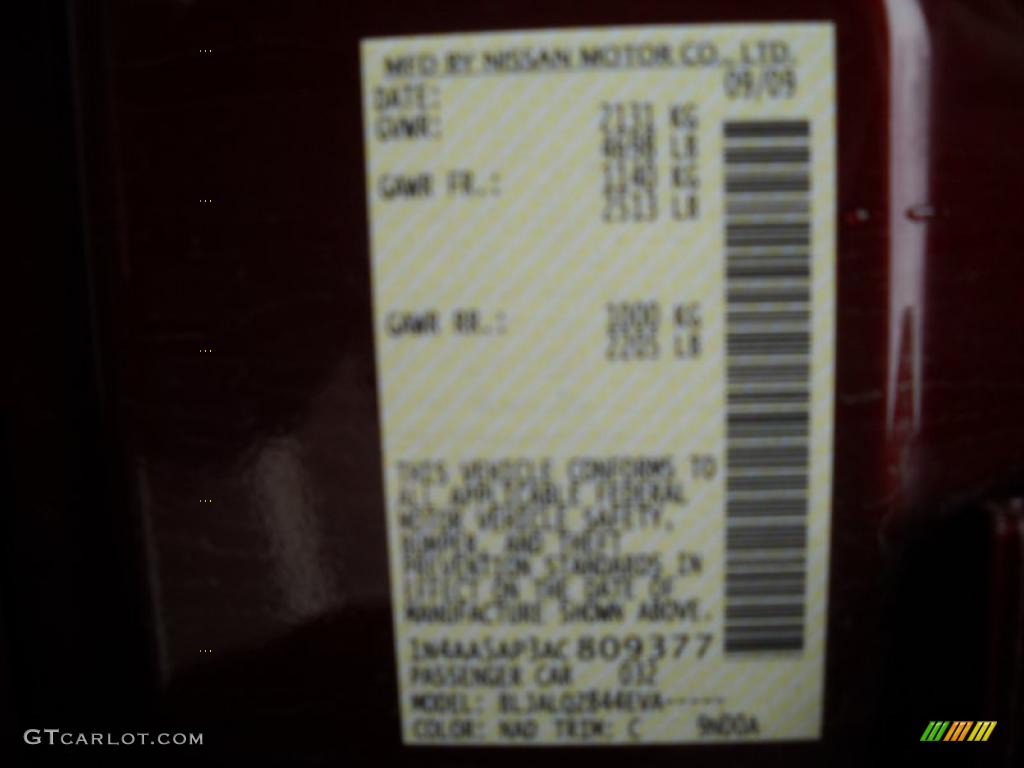 MFD BY NISSAN MOTOR CO., LTD.
09/09
DATE:
GVWR: 2131 KG
4698 LB
GAWR FR.: 1140 KG
2513 LB
GAWR RR.: 1000 KG
2205 LB
THIS VEHICLE CONFORMS TO
ALL APPLICABLE FEDERAL
MOTOR VEHICLE SAFETY,
BUMPER, AND THEFT
PREVENTION STANDARDS IN
EFFECT ON THE DATE OF
MANUFACTURE SHOWN ABOVE.
1N4AA5AP3AC809377
PASSENGER CAR 032
MODEL:
COLOR: NAD TRIM: C
GTCARLOT.COM